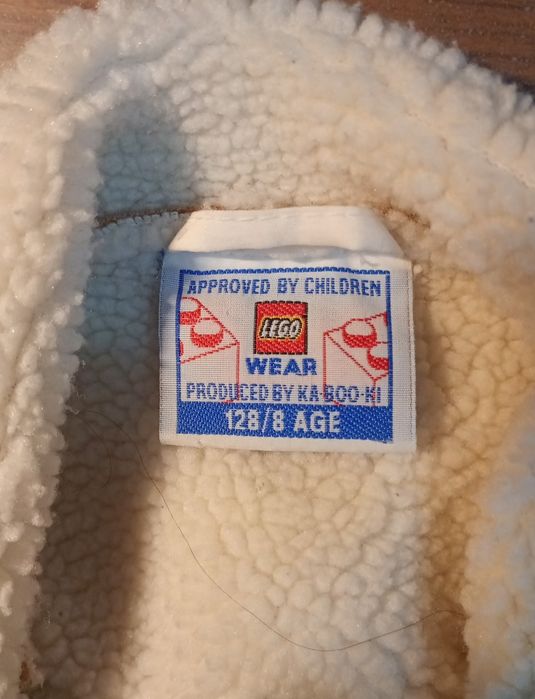 APPROVED BY CHILDREN
LEGO
WEAR
PRODUCED BY KA-BOO-KI
128/8 AGE